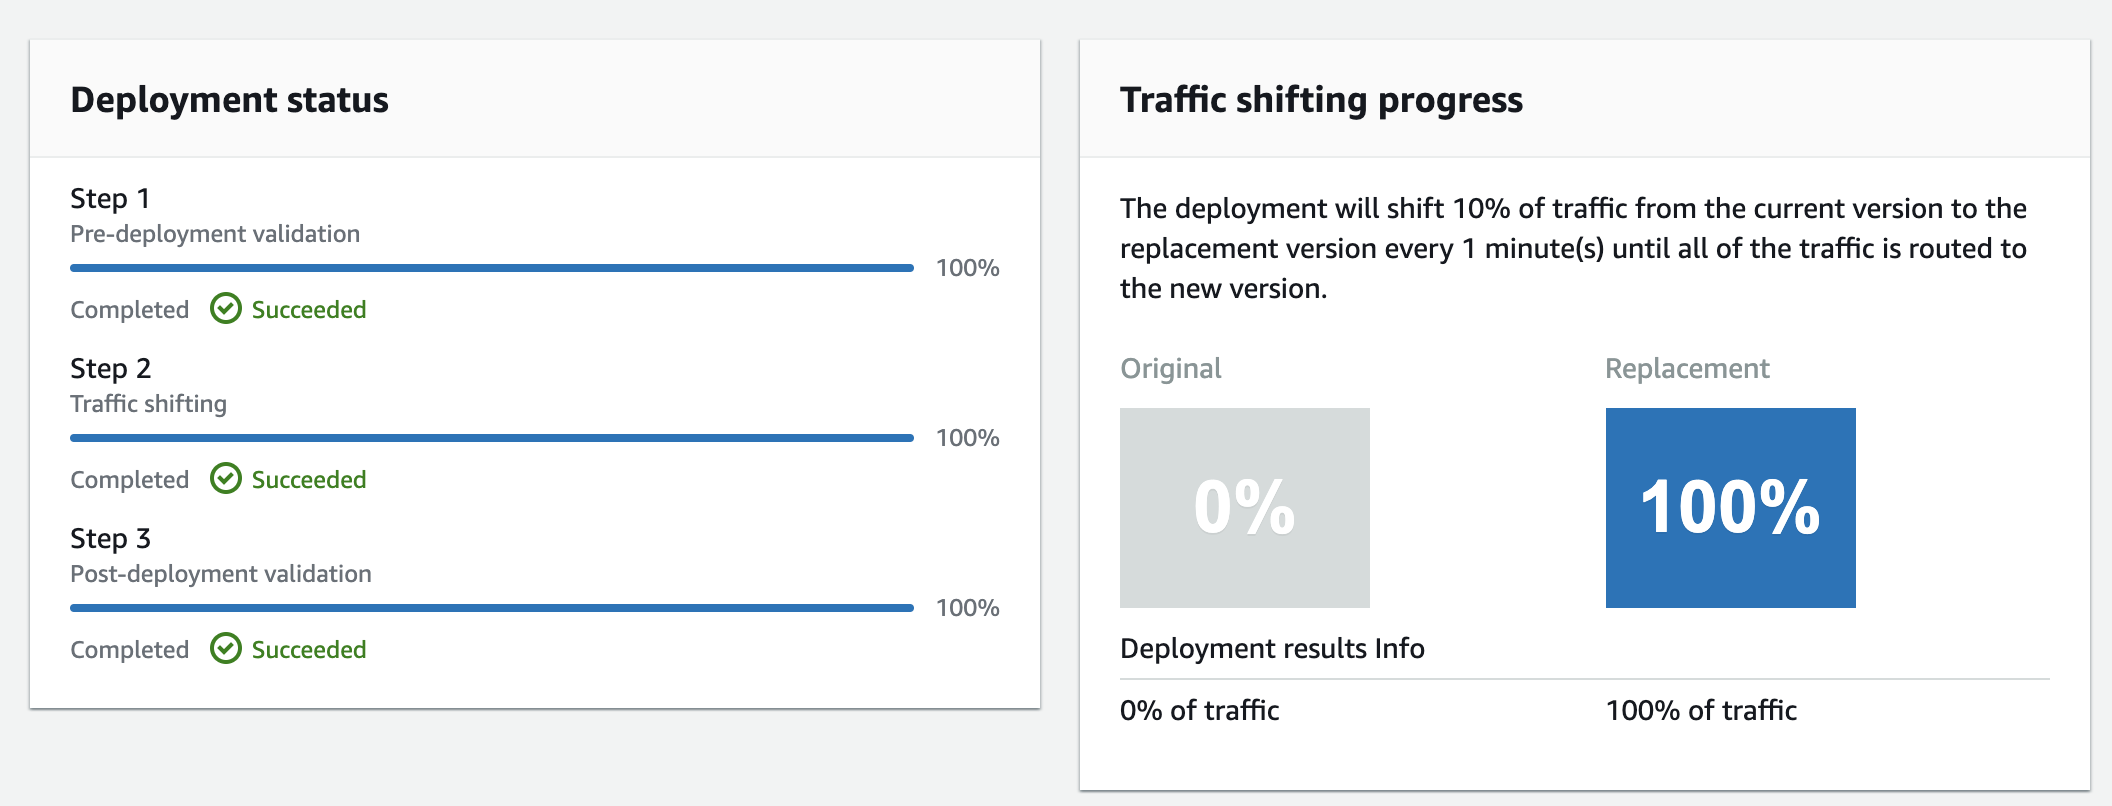 Deployment status
Step 1
Pre-deployment validation
100%
Completed Succeeded
Step 2
Traffic shifting
100%
Completed Succeeded
Step 3
Post-deployment validation
100%
Completed Succeeded
Traffic shifting progress
The deployment will shift 10% of traffic from the current version to the
replacement version every 1 minute(s) until all of the traffic is routed to
the new version.
Original Replacement
0% 100%
Deployment results Info
0% of traffic 100% of traffic